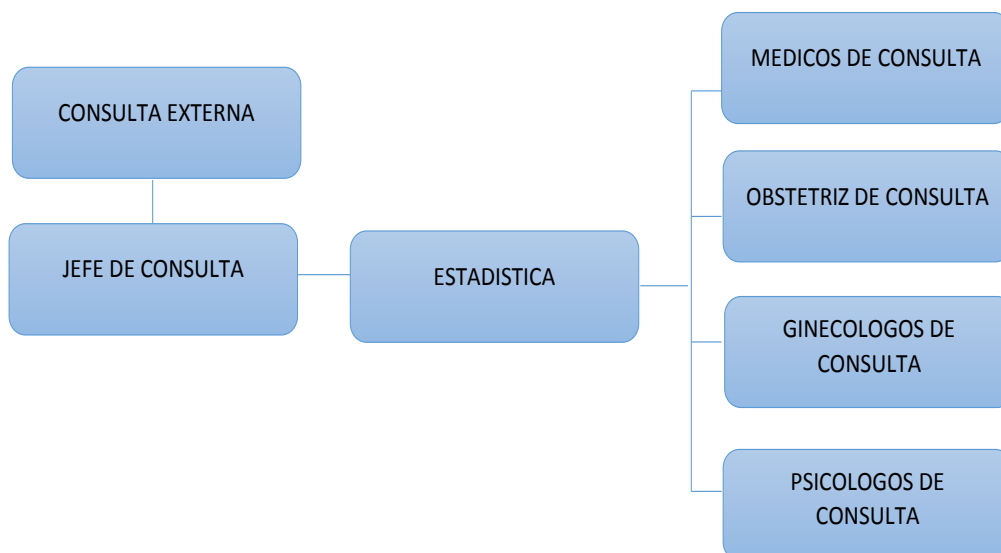 CONSULTA EXTERNA
JEFE DE CONSULTA
ESTADISTICA
MEDICOS DE CONSULTA
OBSTETRIZ DE CONSULTA
GINECOLOGOS DE
CONSULTA
PSICOLOGOS DE
CONSULTA